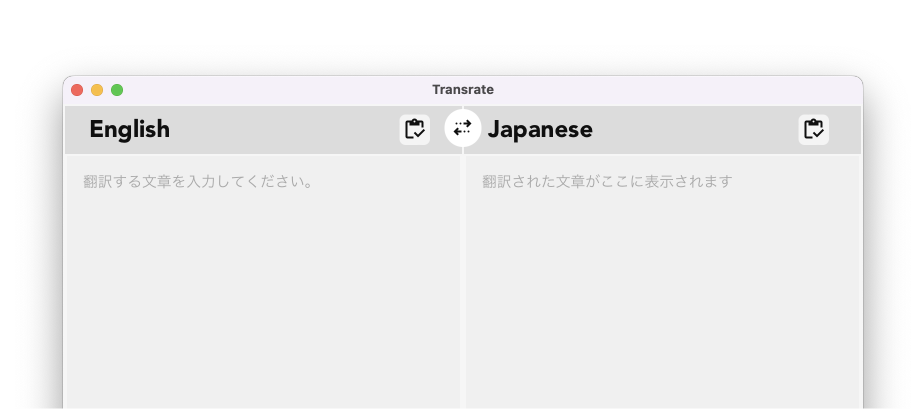 Transrate
English
Japanese
翻訳する文章を入力してください。
翻訳された文章がここに表示されます